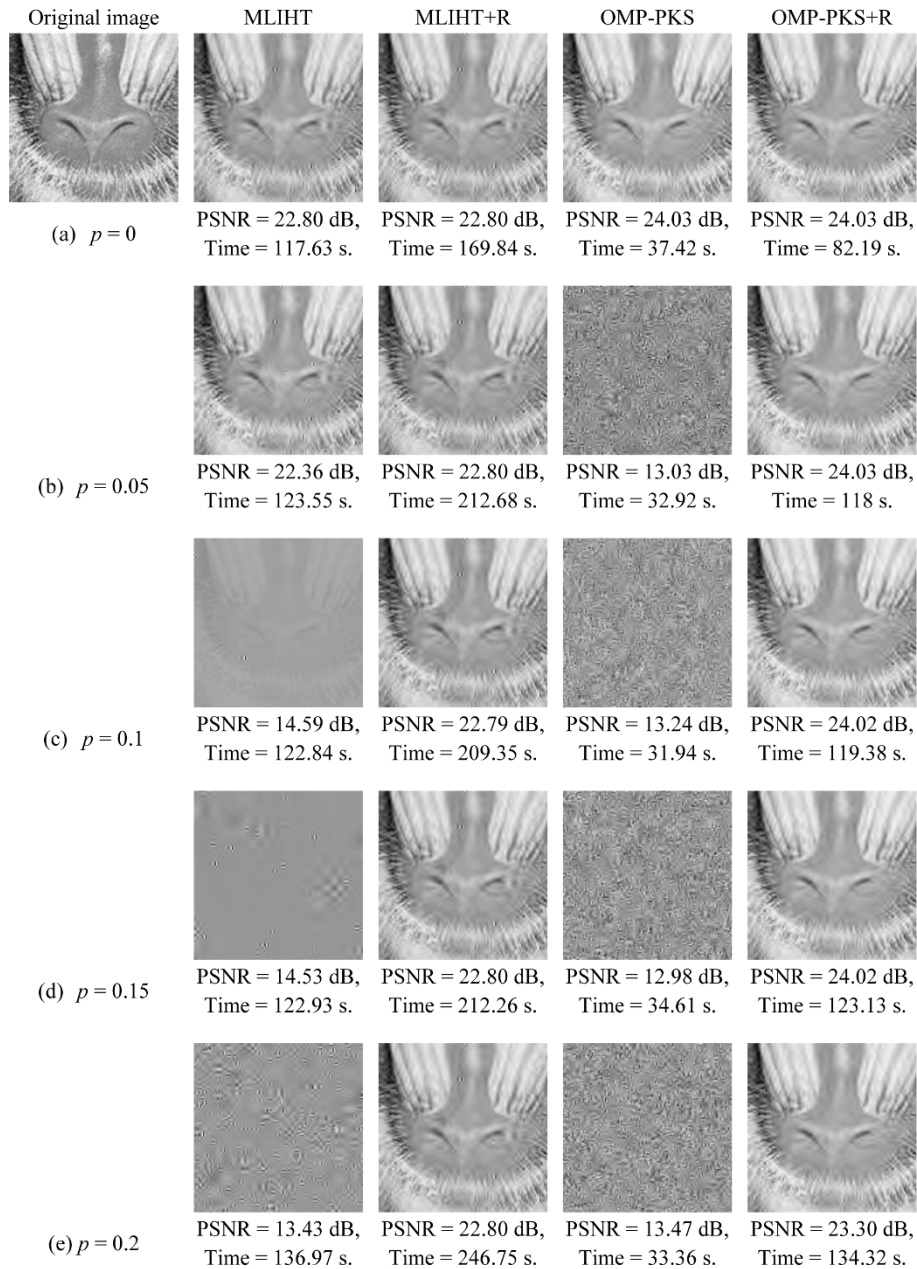 Original image MLIHT MLIHT+R OMP-PKS OMP-PKS+R
(a) p = 0
PSNR = 22.80 dB, PSNR = 22.80 dB, PSNR = 24.03 dB, PSNR = 24.03 dB,
Time = 117.63 s. Time = 169.84 s. Time = 37.42 s. Time = 82.19 s.
(b) p = 0.05
PSNR = 22.36 dB, PSNR = 22.80 dB, PSNR = 13.03 dB, PSNR = 24.03 dB,
Time = 123.55 s. Time = 212.68 s. Time = 32.92 s. Time = 118 s.
(c) p = 0.1
PSNR = 14.59 dB, PSNR = 22.79 dB, PSNR = 13.24 dB, PSNR = 24.02 dB,
Time = 122.84 s. Time = 209.35 s. Time = 31.94 s. Time = 119.38 s.
(d) p = 0.15
PSNR = 14.53 dB, PSNR = 22.80 dB, PSNR = 12.98 dB, PSNR = 24.02 dB,
Time = 122.93 s. Time = 212.26 s. Time = 34.61 s. Time = 123.13 s.
(e) p = 0.2
PSNR = 13.43 dB, PSNR = 22.80 dB, PSNR = 13.47 dB, PSNR = 23.30 dB,
Time = 136.97 s. Time = 246.75 s. Time = 33.36 s. Time = 134.32 s.